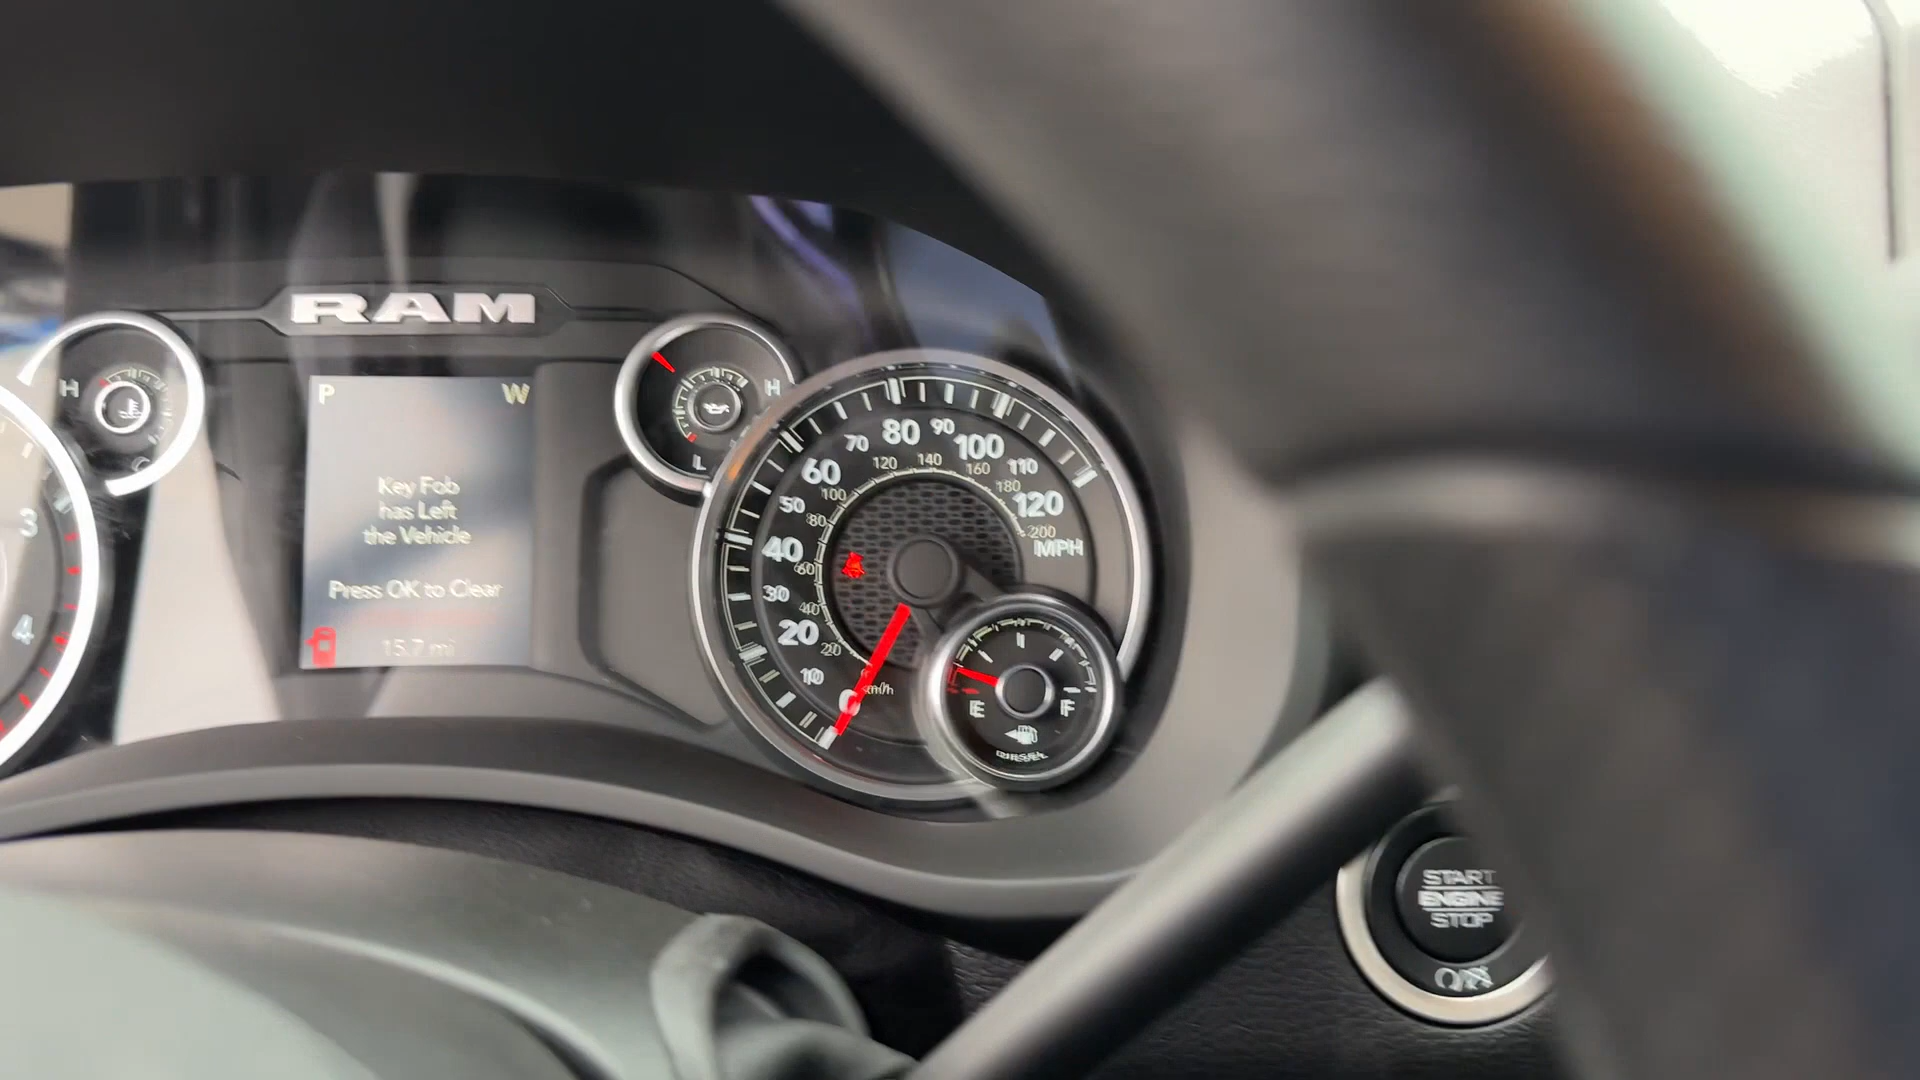 RAM
P W
Key Fob
has Left
the Vehicle
Press OK to Clear
15.7 mi
H
H
L
3
4
0 10 20 30 40 50 60 70 80 90 100 110 120
MPH
20 40 60 80 100 120 140 160 180 200
km/h
E F
DIESEL
START
ENGINE
STOP